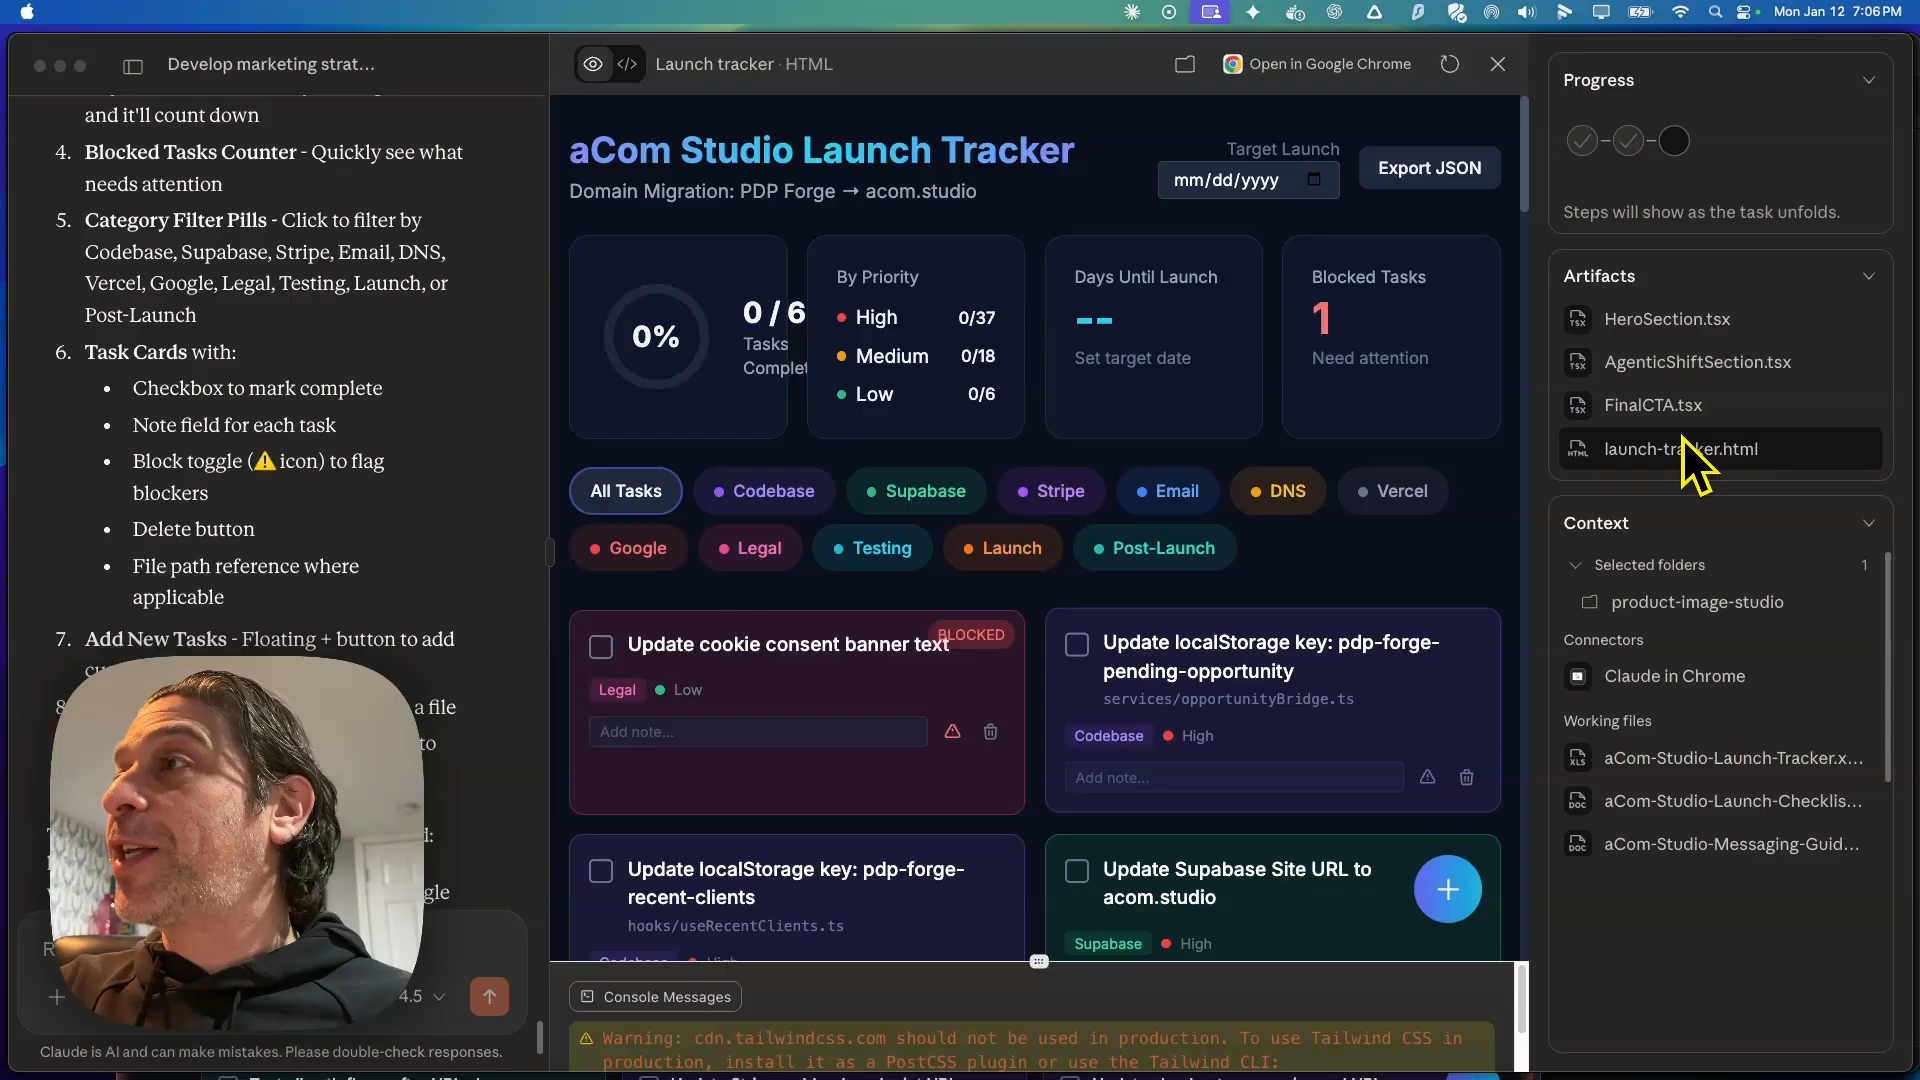 Mon Jan 12 7:06 PM
Develop marketing strat...
and it'll count down
4. Blocked Tasks Counter - Quickly see what
needs attention
5. Category Filter Pills - Click to filter by
Codebase, Supabase, Stripe, Email, DNS,
Vercel, Google, Legal, Testing, Launch, or
Post-Launch
6. Task Cards with:
• Checkbox to mark complete
• Note field for each task
• Block toggle (⚠️ icon) to flag
blockers
• Delete button
• File path reference where
applicable
7. Add New Tasks - Floating + button to add
a file
to
4.5
Claude is AI and can make mistakes. Please double-check responses.
Launch tracker · HTML
Open in Google Chrome
aCom Studio Launch Tracker
Domain Migration: PDP Forge → acom.studio
Target Launch
mm/dd/yyyy
Export JSON
0%
0 / 6
Tasks
Complet
By Priority
High 0/37
Medium 0/18
Low 0/6
Days Until Launch
--
Set target date
Blocked Tasks
1
Need attention
All Tasks
Codebase
Supabase
Stripe
Email
DNS
Vercel
Google
Legal
Testing
Launch
Post-Launch
Update cookie consent banner text
BLOCKED
Legal
Low
Add note...
Update localStorage key: pdp-forge-
pending-opportunity
services/opportunityBridge.ts
Codebase
High
Add note...
Update localStorage key: pdp-forge-
recent-clients
hooks/useRecentClients.ts
Codebase
High
Update Supabase Site URL to
acom.studio
Supabase
High
+
Console Messages
Warning: cdn.tailwindcss.com should not be used in production. To use Tailwind CSS in
production, install it as a PostCSS plugin or use the Tailwind CLI:
Progress
Steps will show as the task unfolds.
Artifacts
TSX
HeroSection.tsx
TSX
AgenticShiftSection.tsx
TSX
FinalCTA.tsx
HTML
launch-tracker.html
Context
Selected folders 1
product-image-studio
Connectors
Claude in Chrome
Working files
XLS
aCom-Studio-Launch-Tracker.x...
DOC
aCom-Studio-Launch-Checklis...
DOC
aCom-Studio-Messaging-Guid...